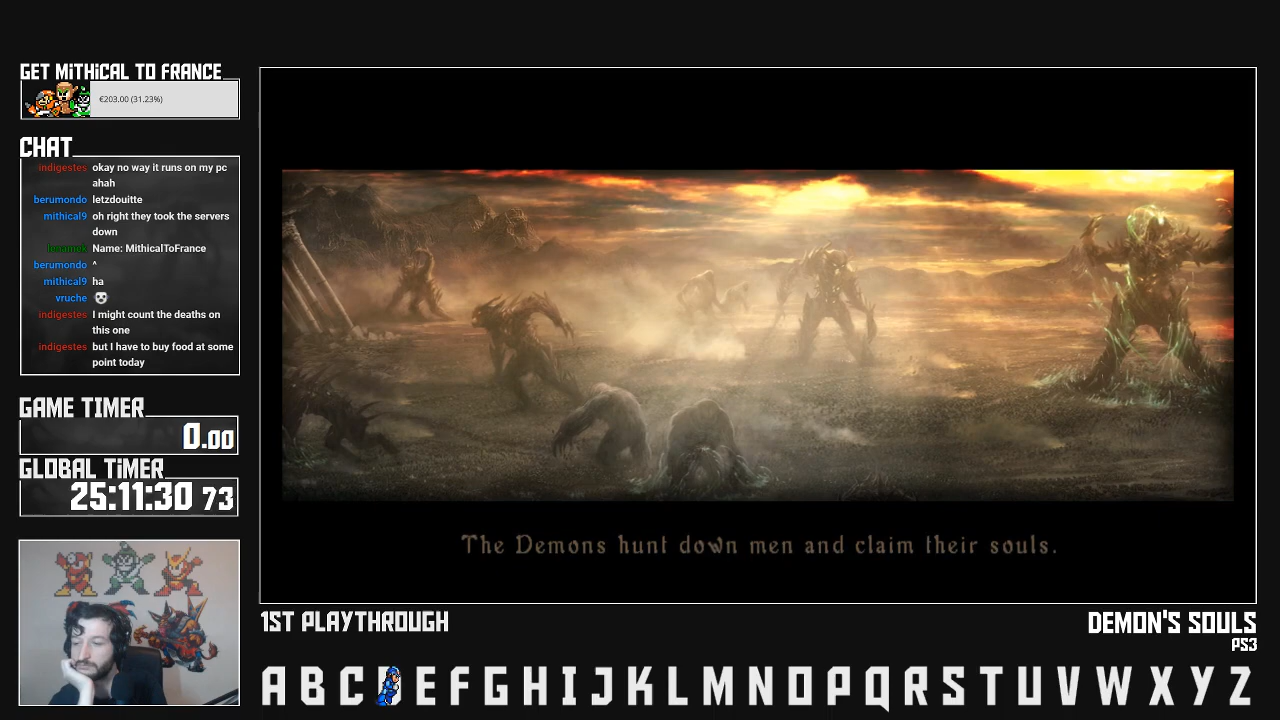 GET MiTHiCAL TO FRANCE
€203.00 (31.23%)
CHAT
indigestes okay no way it runs on my pc
ahah
berumondo letzdouitte
mithical9 oh right they took the servers
down
Name: MithicalToFrance
berumondo ^
mithical9 ha
vruche
indigestes I might count the deaths on
this one
indigestes but I have to buy food at some
point today
GAME TIMER
0.00
GLOBAL TiMER
25:11:30 73
The Demons hunt down men and claim their souls.
1ST PLAYTHROUGH
DEMON'S SOULS
PS3
A B C E F G H I J K L M N O P Q R S T U V W X Y Z